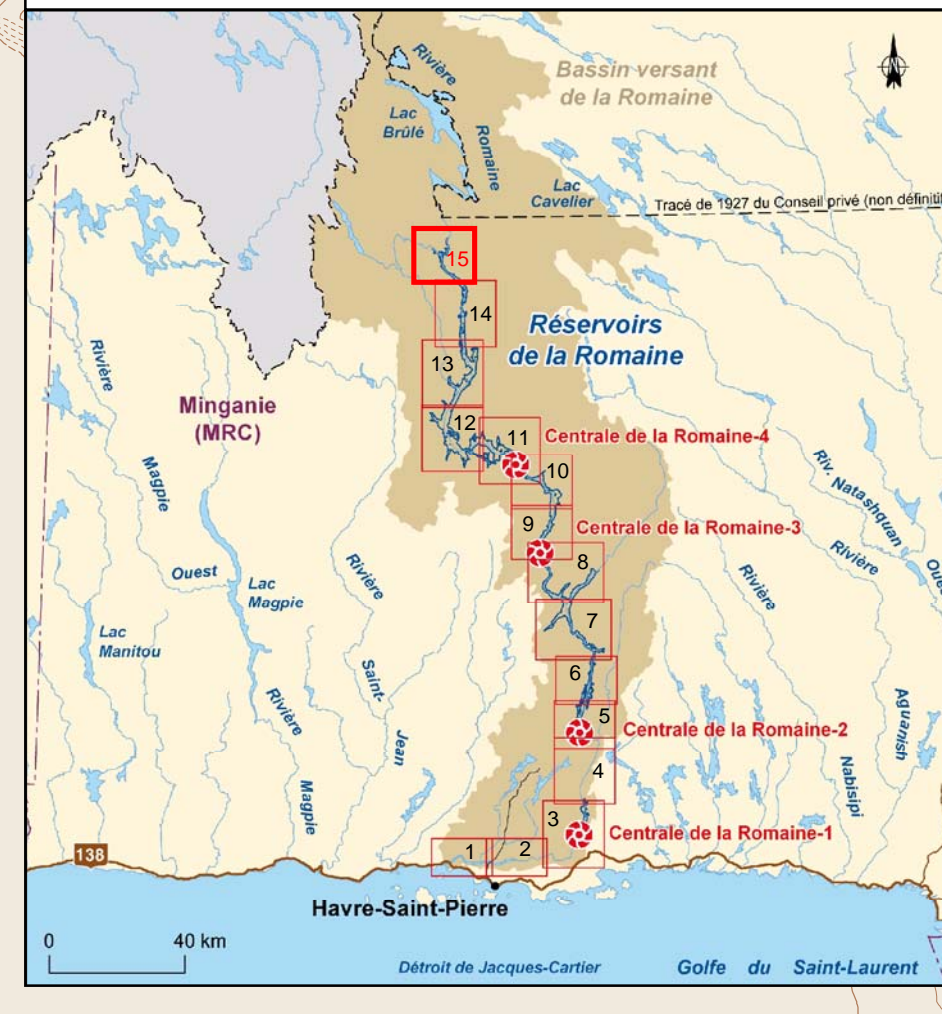 Rivière
Romaine
Lac
Brûlé
Bassin versant
de la Romaine
Lac
Cavelier
Tracé de 1927 du Conseil privé (non définitif
15
14
Réservoirs
de la Romaine
13
Rivière
Magpie
Ouest
Minganie
(MRC)
12
11
Centrale de la Romaine-4
10
9
Centrale de la Romaine-3
8
Riv. Natashquan
Rivière
Lac
Magpie
Lac
Manitou
Rivière
Saint-
Jean
7
6
5
Centrale de la Romaine-2
4
Rivière
Nabisipi
Aguanish
Rivière
Magpie
3
Centrale de la Romaine-1
1
2
138
Havre-Saint-Pierre
0
40 km
Détroit de Jacques-Cartier
Golfe du Saint-Laurent